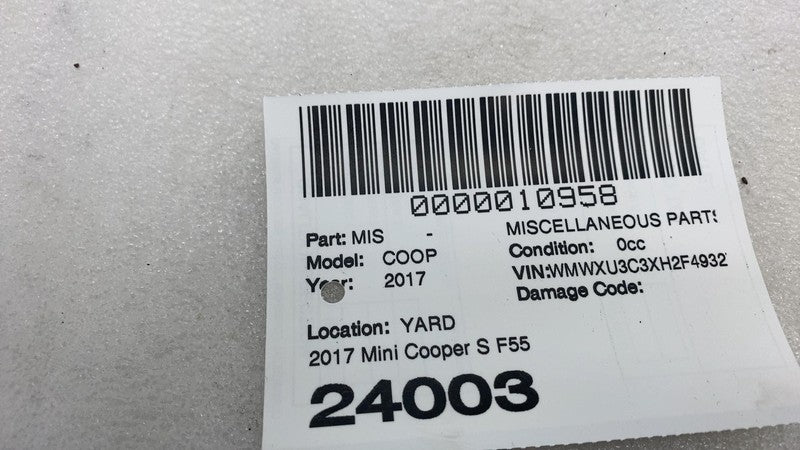 0000010958
Part: MIS - MISCELLANEOUS PARTS
Model: COOP Condition: 0cc
Year: 2017 VIN:WMWXU3C3XH2F4932
Damage Code:
Location: YARD
2017 Mini Cooper S F55
24003